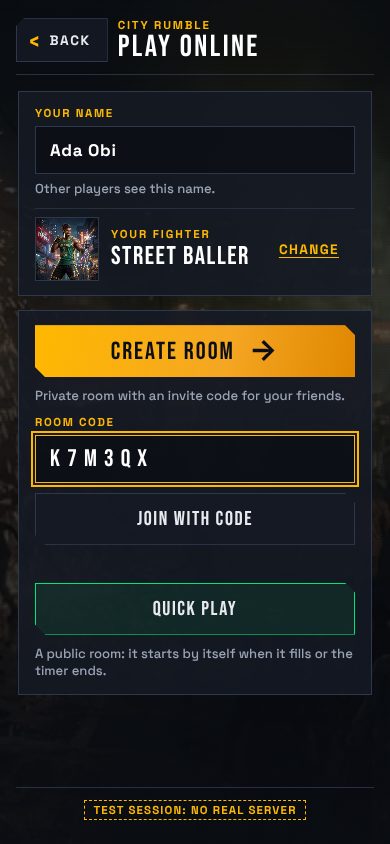 < BACK
CITY RUMBLE
PLAY ONLINE
YOUR NAME
Ada Obi
Other players see this name.
YOUR FIGHTER
STREET BALLER
CHANGE
CREATE ROOM →
Private room with an invite code for your friends.
ROOM CODE
K7M3QX
JOIN WITH CODE
QUICK PLAY
A public room: it starts by itself when it fills or the
timer ends.
TEST SESSION: NO REAL SERVER